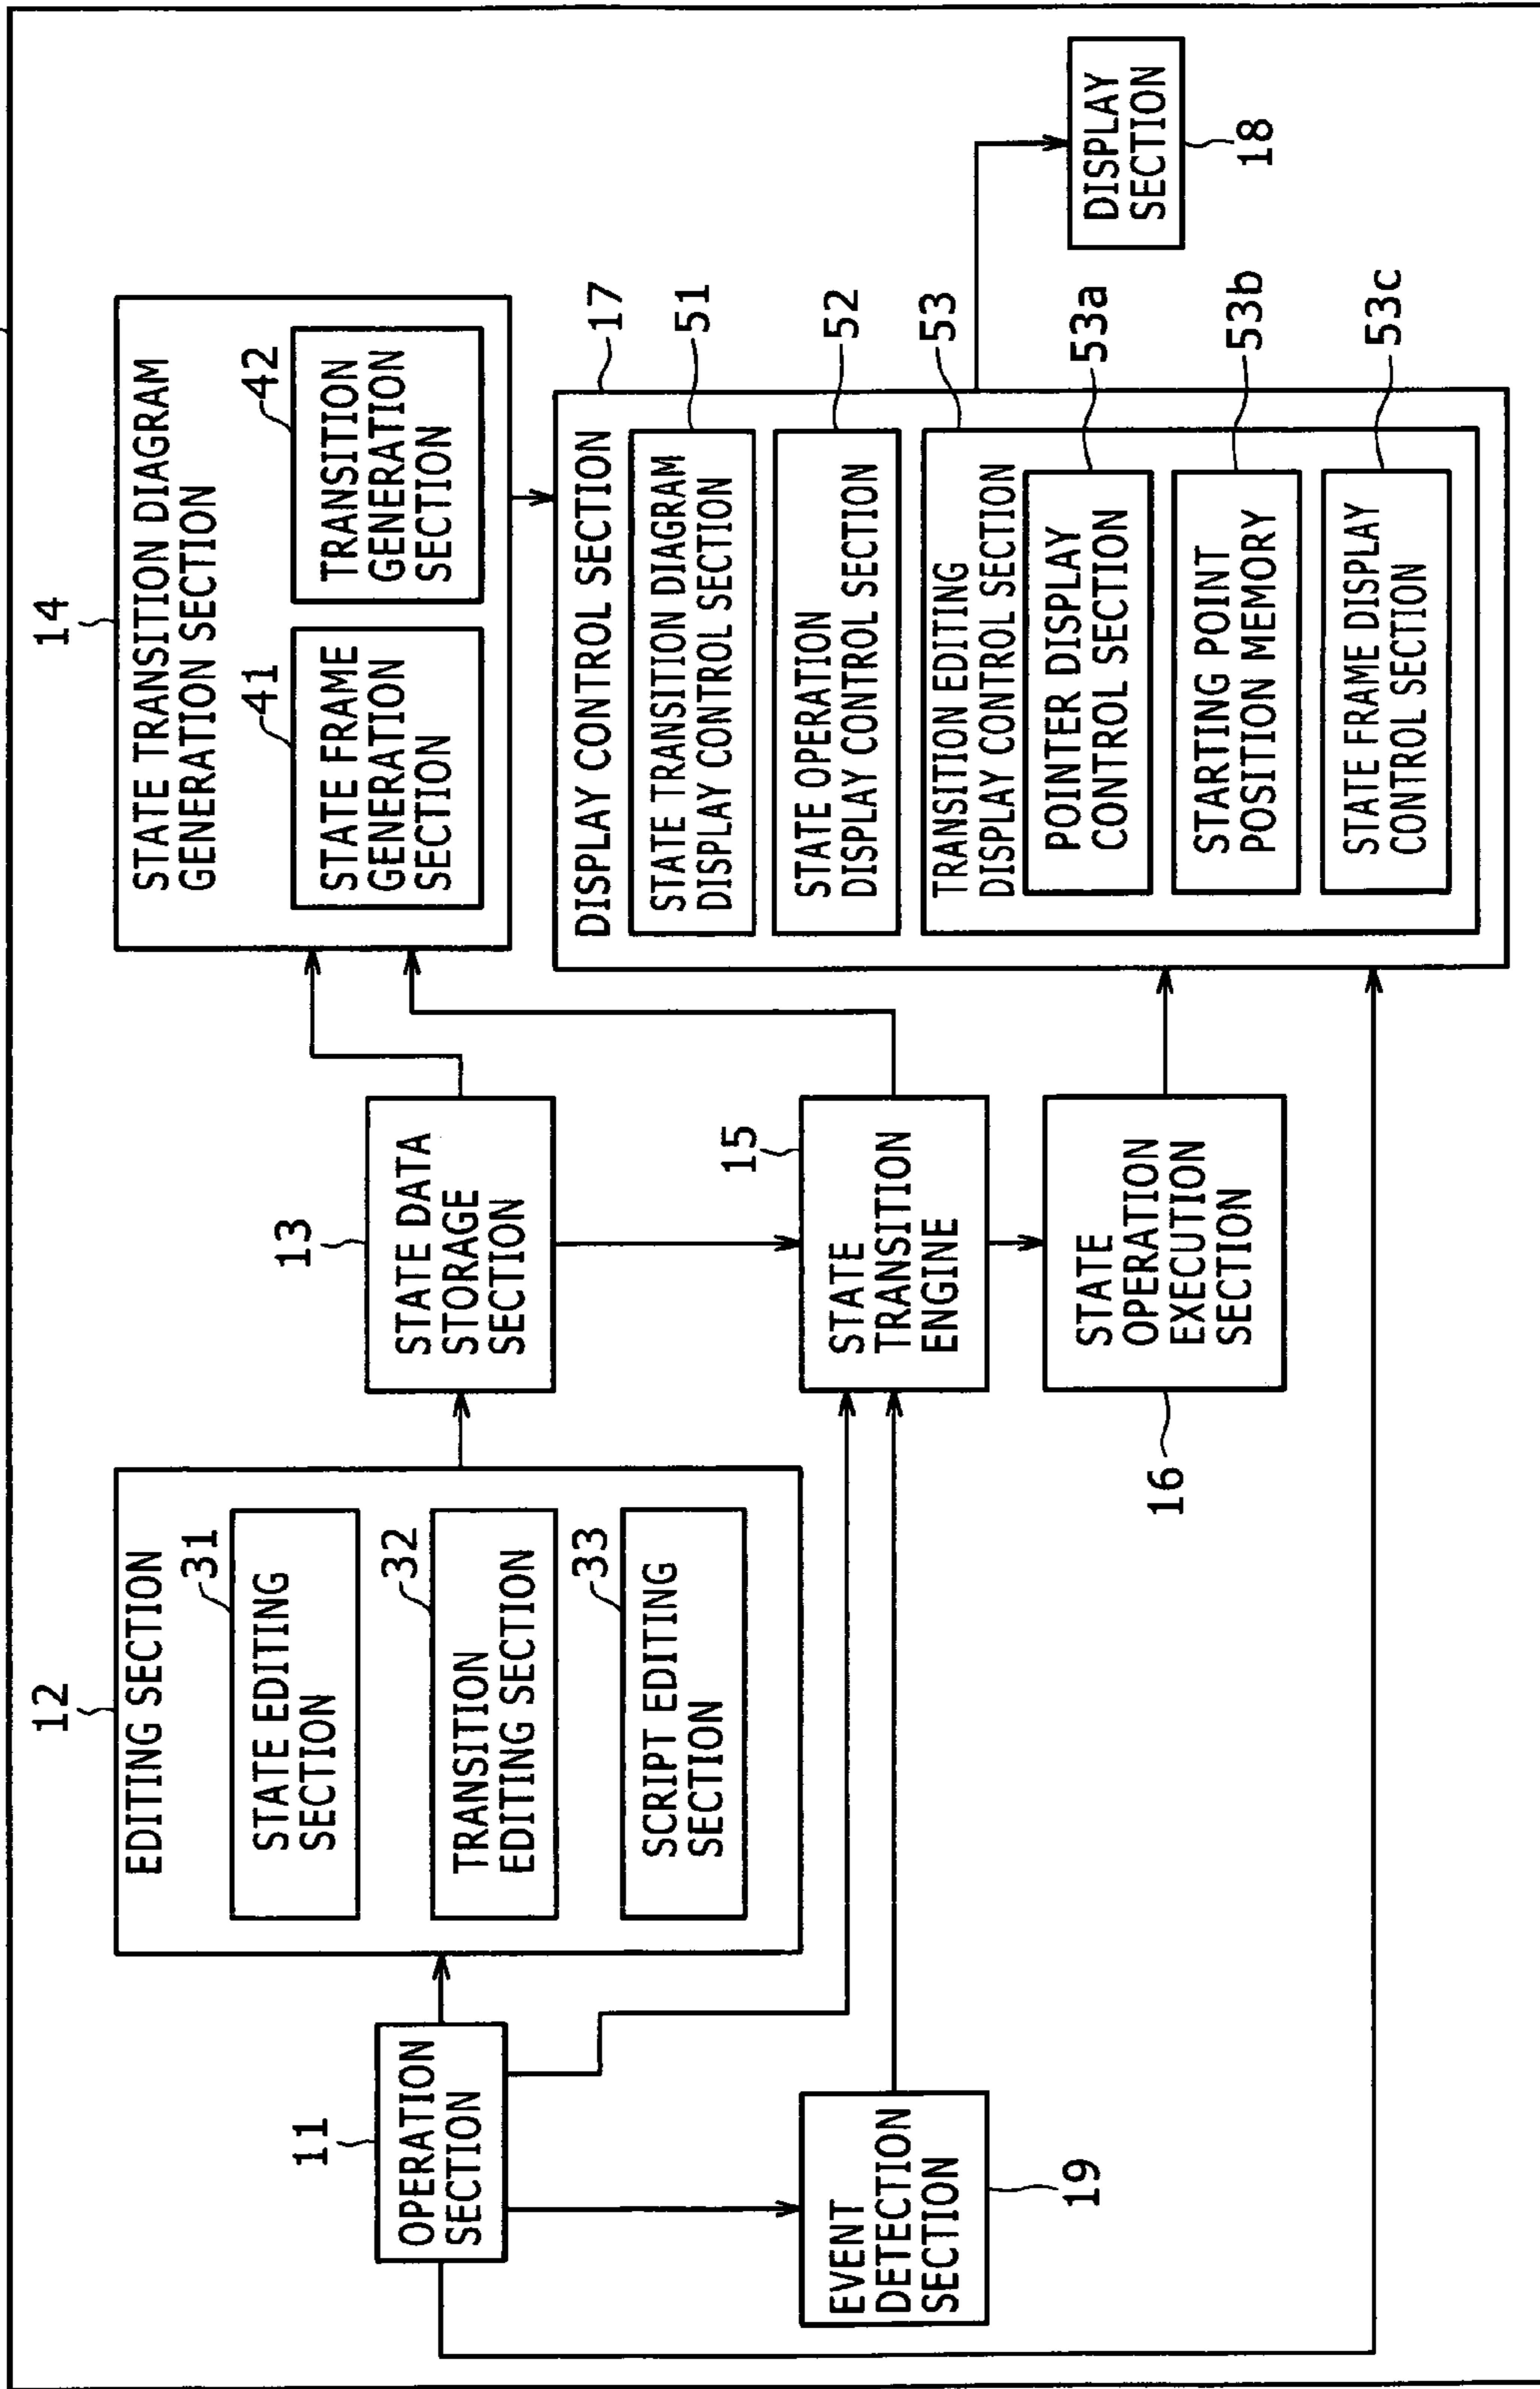 11
OPERATION
SECTION
12
EDITING SECTION
31
STATE EDITING
SECTION
32
TRANSITION
EDITING SECTION
33
SCRIPT EDITING
SECTION
13
STATE DATA
STORAGE
SECTION
14
STATE TRANSITION DIAGRAM
GENERATION SECTION
41
STATE FRAME
GENERATION
SECTION
42
TRANSITION
GENERATION
SECTION
19
EVENT
DETECTION
SECTION
15
STATE
TRANSITION
ENGINE
16
STATE
OPERATION
EXECUTION
SECTION
17
DISPLAY CONTROL SECTION
51
STATE TRANSITION DIAGRAM
DISPLAY CONTROL SECTION
52
STATE OPERATION
DISPLAY CONTROL SECTION
53
TRANSITION EDITING
DISPLAY CONTROL SECTION
53a
POINTER DISPLAY
CONTROL SECTION
53b
STARTING POINT
POSITION MEMORY
53c
STATE FRAME DISPLAY
CONTROL SECTION
18
DISPLAY
SECTION